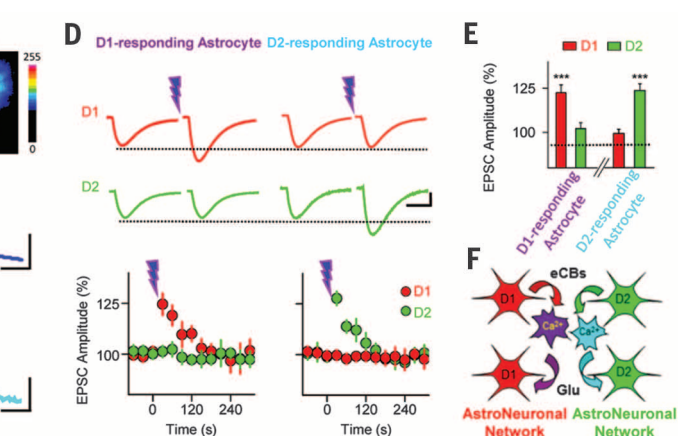 255
0
D
D1-responding Astrocyte D2-responding Astrocyte
D1
D2
EPSC Amplitude (%)
125
100
0 120 240
Time (s)
0 120 240
Time (s)
D1
D2
E
D1 D2
EPSC Amplitude (%)
125
100
*** ***
D1-responding
Astrocyte
D2-responding
Astrocyte
F
eCBs
D1 D2
Ca2+ Ca2+
D1 D2
Glu
AstroNeuronal AstroNeuronal
Network Network